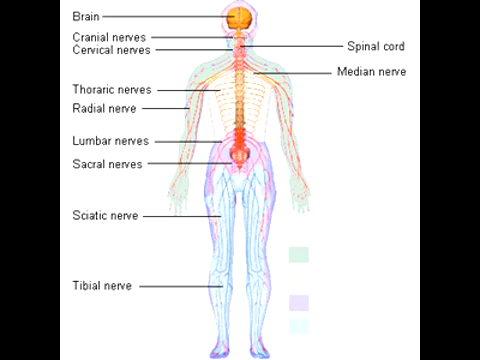 Brain
Cranial nerves
Cervical nerves
Spinal cord
Median nerve
Thoraric nerves
Radial nerve
Lumbar nerves
Sacral nerves
Sciatic nerve
Tibial nerve